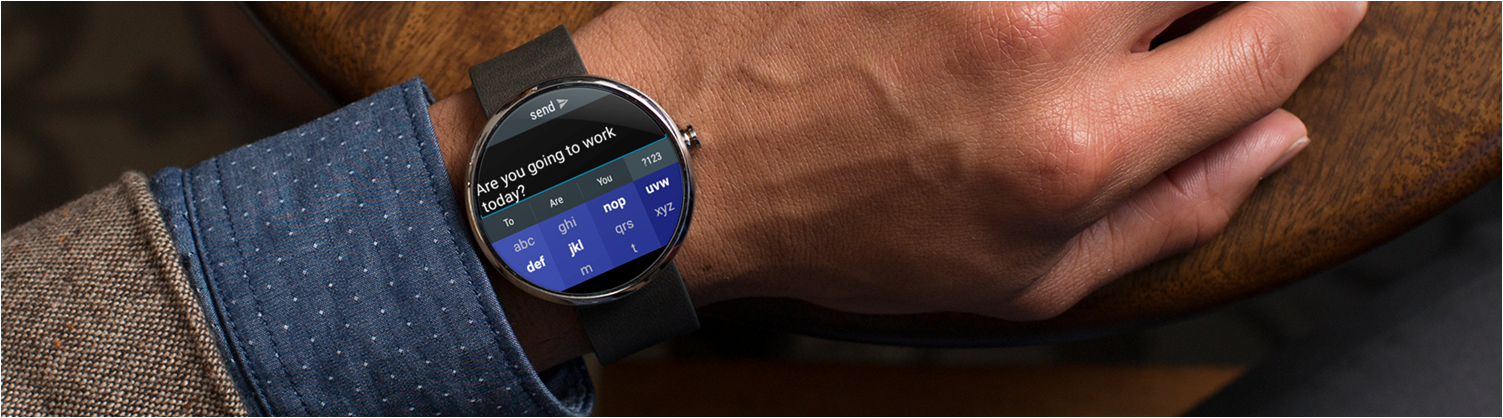 send
Are you going to work
today?
To Are You ?123
abc ghi nop uvw
def jkl qrs xyz
m t